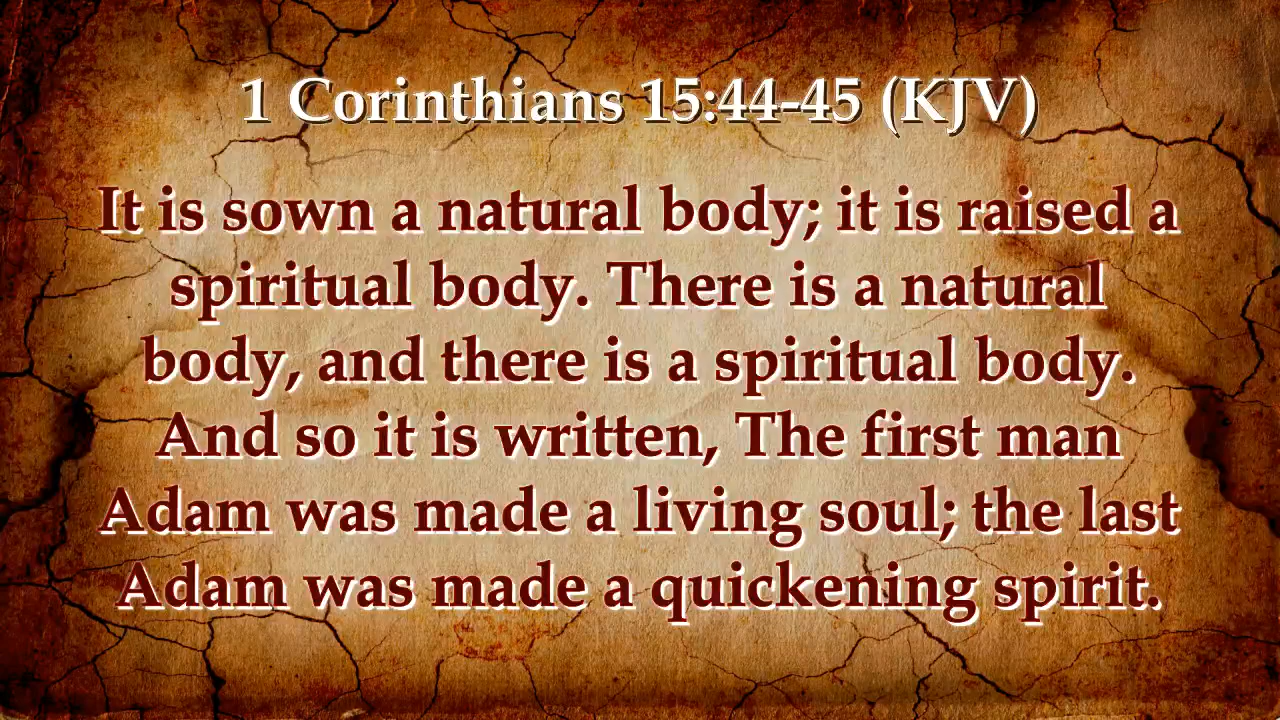 1 Corinthians 15:44-45 (KJV)
It is sown a natural body; it is raised a
spiritual body. There is a natural
body, and there is a spiritual body.
And so it is written, The first man
Adam was made a living soul; the last
Adam was made a quickening spirit.